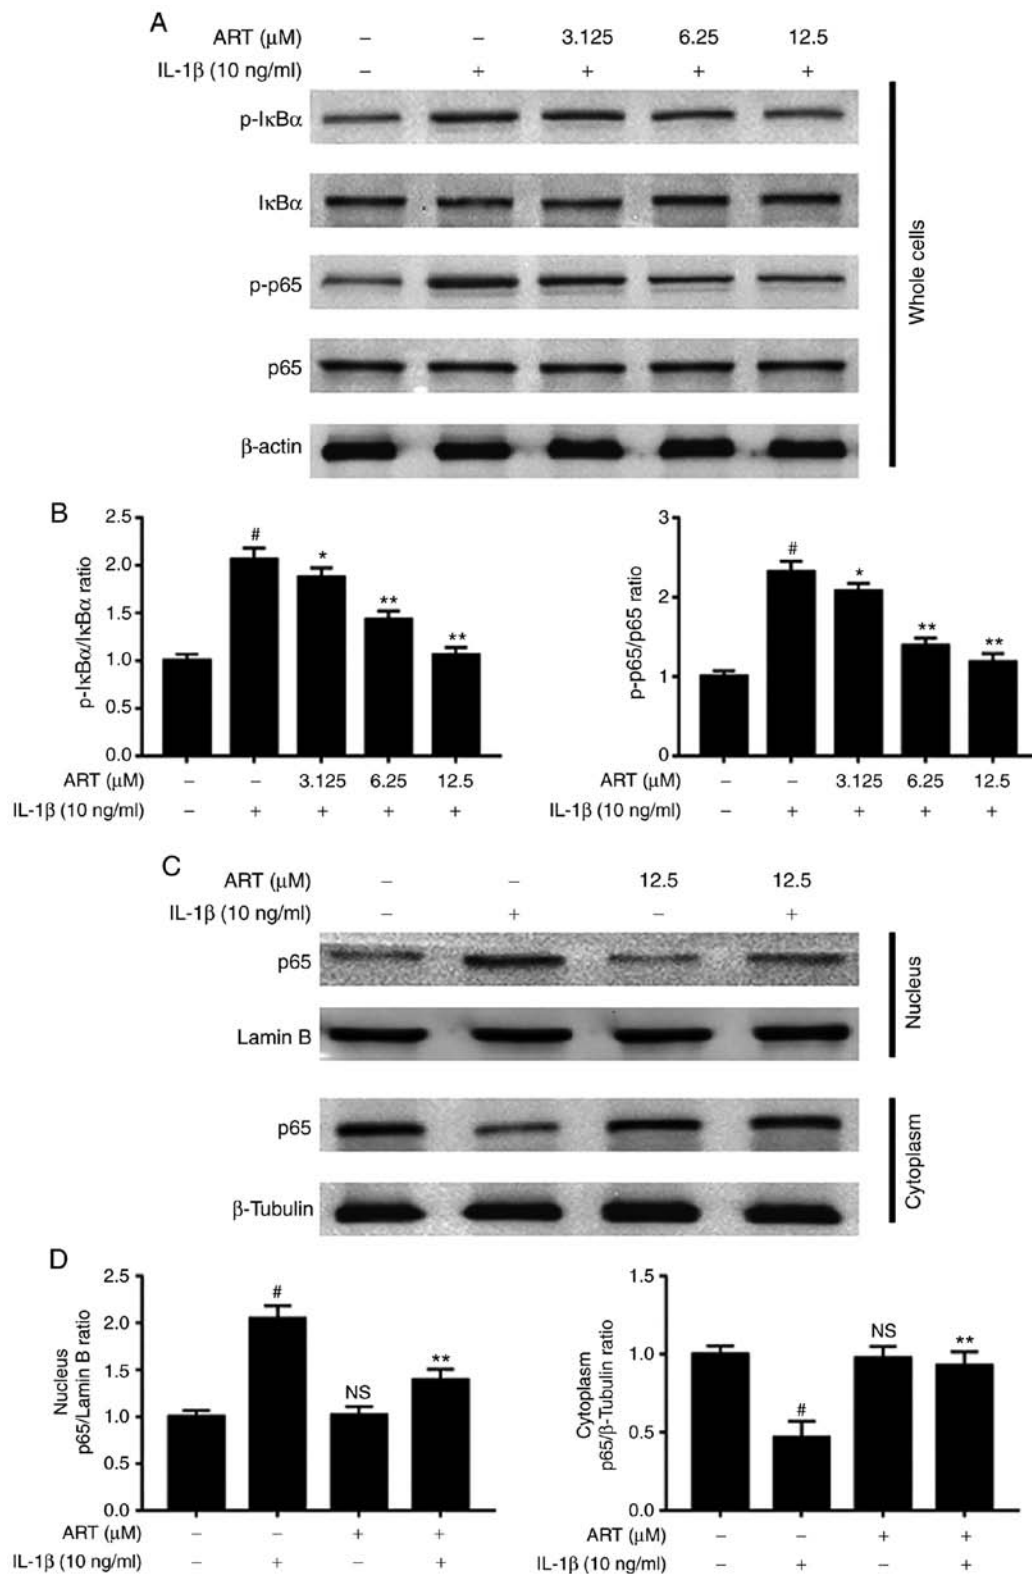 A
ART (μM) – – 3.125 6.25 12.5
IL-1β (10 ng/ml) – + + + +
p-IκBα
IκBα
p-p65
p65
β-actin
Whole cells
B
p-IκBα/IκBα ratio
2.5
2.0
1.5
1.0
0.5
0.0
# * ** **
ART (μM) – – 3.125 6.25 12.5
IL-1β (10 ng/ml) – + + + +
p-p65/p65 ratio
3
2
1
0
# * ** **
ART (μM) – – 3.125 6.25 12.5
IL-1β (10 ng/ml) – + + + +
C
ART (μM) – – 12.5 12.5
IL-1β (10 ng/ml) – + – +
p65
Lamin B
Nucleus
p65
β-Tubulin
Cytoplasm
D
Nucleus
p65/Lamin B ratio
2.5
2.0
1.5
1.0
0.5
0.0
# NS **
ART (μM) – – + +
IL-1β (10 ng/ml) – + – +
Cytoplasm
p65/β-Tubulin ratio
1.5
1.0
0.5
0.0
# NS **
ART (μM) – – + +
IL-1β (10 ng/ml) – + – +